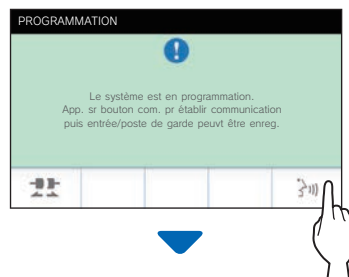 PROGRAMMATION
Le système est en programmation.
App. sr bouton com. pr établir communication
puis entrée/poste de garde peuvt être enreg.